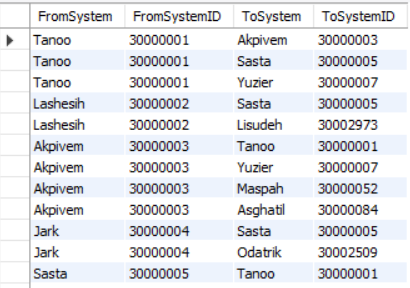 FromSystem FromSystemID ToSystem ToSystemID
Tanoo 30000001 Akpivem 30000003
Tanoo 30000001 Sasta 30000005
Tanoo 30000001 Yuzier 30000007
Lashesih 30000002 Sasta 30000005
Lashesih 30000002 Lisudeh 30002973
Akpivem 30000003 Tanoo 30000001
Akpivem 30000003 Yuzier 30000007
Akpivem 30000003 Maspah 30000052
Akpivem 30000003 Asghatil 30000084
Jark 30000004 Sasta 30000005
Jark 30000004 Odatrik 30002509
Sasta 30000005 Tanoo 30000001